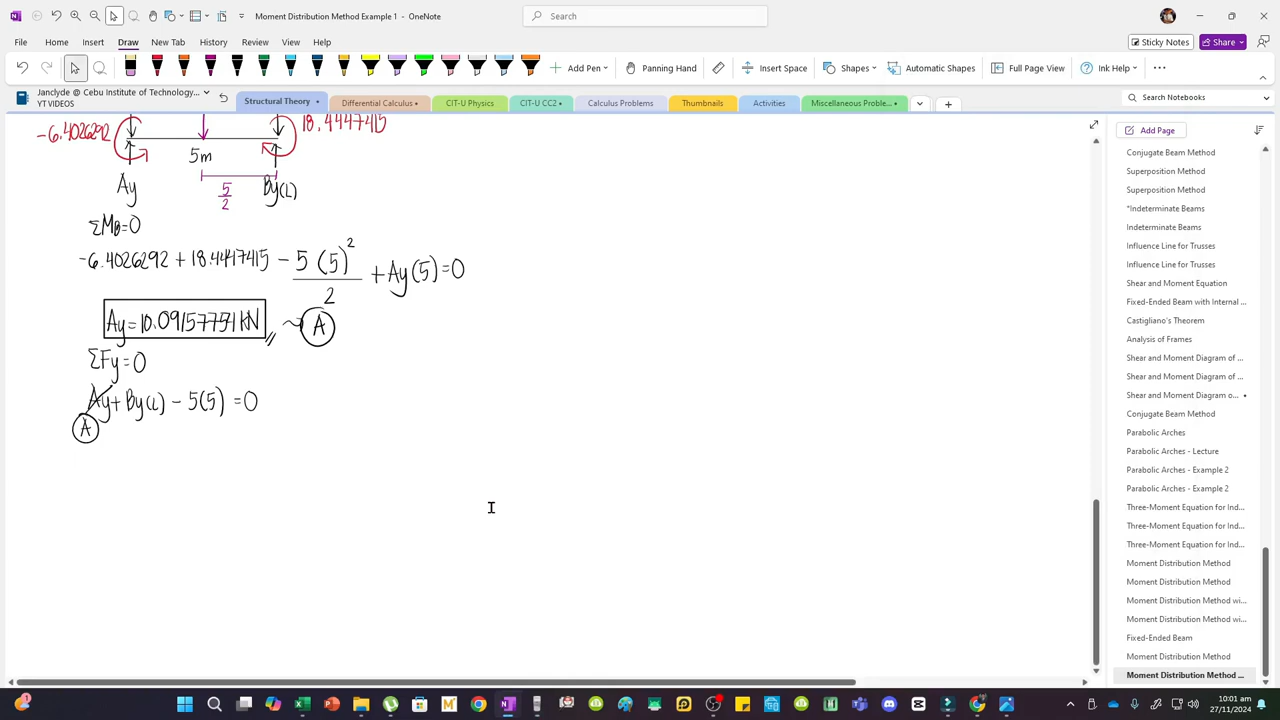 Moment Distribution Method Example 1 - OneNote
Search
File Home Insert Draw New Tab History Review View Help
Sticky Notes
Share
Add Pen
Panning Hand
Insert Space
Shapes
Automatic Shapes
Full Page View
Ink Help
Janclyde @ Cebu Institute of Technology...
YT VIDEOS
Structural Theory
Differential Calculus
CIT-U Physics
CIT-U CC2
Calculus Problems
Thumbnails
Activities
Miscellaneous Proble...
Search Notebooks
Add Page
-6.4026292
18.4447415
5m
Ay
5/2
By(L)
ΣMB=0
-6.4026292 + 18.4447415 - 5(5)²/2 + Ay(5)=0
Ay=10.09157754 kN
A
ΣFy=0
Ay+By(L) - 5(5) =0
A
Conjugate Beam Method
Superposition Method
Superposition Method
*Indeterminate Beams
Indeterminate Beams
Influence Line for Trusses
Influence Line for Trusses
Shear and Moment Equation
Fixed-Ended Beam with Internal ...
Castigliano's Theorem
Analysis of Frames
Shear and Moment Diagram of ...
Shear and Moment Diagram of ...
Shear and Moment Diagram o...
Conjugate Beam Method
Parabolic Arches
Parabolic Arches - Lecture
Parabolic Arches - Example 2
Parabolic Arches - Example 2
Three-Moment Equation for Ind...
Three-Moment Equation for Ind...
Three-Moment Equation for Ind...
Moment Distribution Method
Moment Distribution Method
Moment Distribution Method wi...
Moment Distribution Method wi...
Fixed-Ended Beam
Moment Distribution Method
Moment Distribution Method ...
10:01 am
27/11/2024